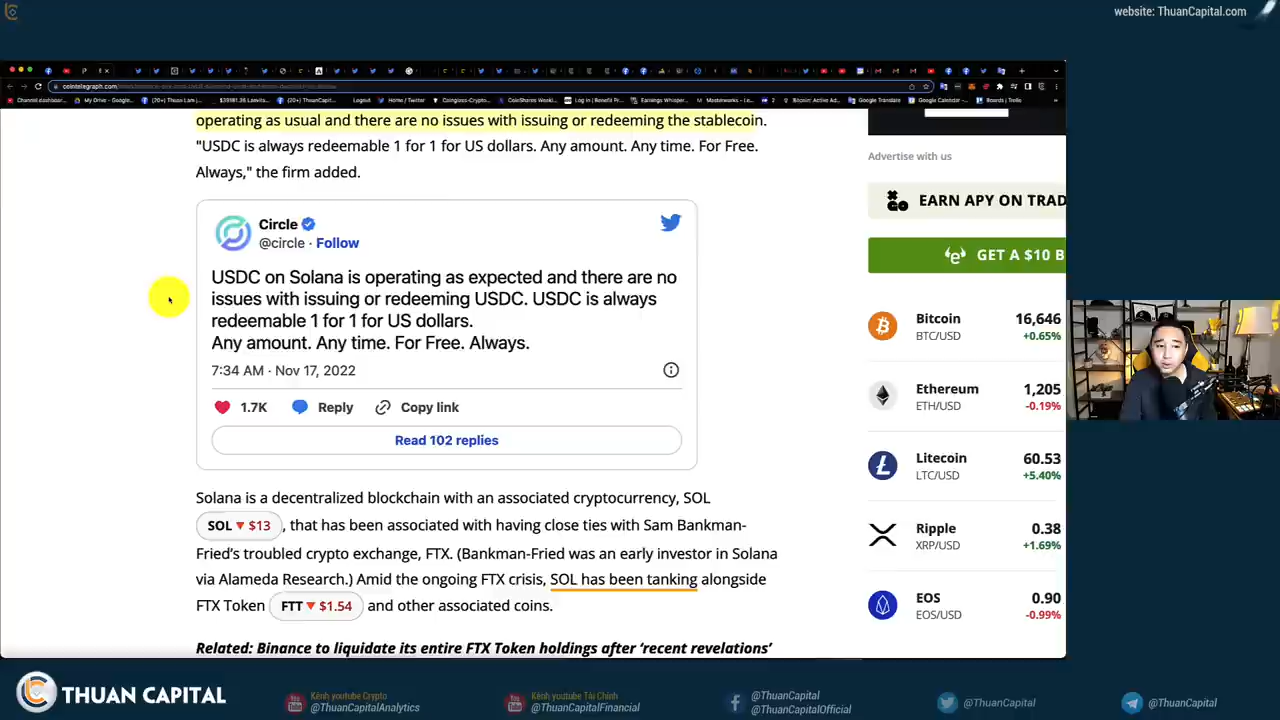 website: ThuanCapital.com
cointelegraph.com
operating as usual and there are no issues with issuing or redeeming the stablecoin.
"USDC is always redeemable 1 for 1 for US dollars. Any amount. Any time. For Free.
Always," the firm added.
Circle
@circle · Follow
USDC on Solana is operating as expected and there are no
issues with issuing or redeeming USDC. USDC is always
redeemable 1 for 1 for US dollars.
Any amount. Any time. For Free. Always.
7:34 AM · Nov 17, 2022
1.7K Reply Copy link
Read 102 replies
Solana is a decentralized blockchain with an associated cryptocurrency, SOL
SOL ▼ $13 , that has been associated with having close ties with Sam Bankman-
Fried's troubled crypto exchange, FTX. (Bankman-Fried was an early investor in Solana
via Alameda Research.) Amid the ongoing FTX crisis, SOL has been tanking alongside
FTX Token FTT ▼ $1.54 and other associated coins.
Related: Binance to liquidate its entire FTX Token holdings after 'recent revelations'
Advertise with us
EARN APY ON TRAD
GET A $10 B
Bitcoin 16,646
BTC/USD +0.65%
Ethereum 1,205
ETH/USD -0.19%
Litecoin 60.53
LTC/USD +5.40%
Ripple 0.38
XRP/USD +1.69%
EOS 0.90
EOS/USD -0.99%
THUAN CAPITAL
Kênh youtube Crypto
@ThuanCapitalAnalytics
Kênh youtube Tài Chính
@ThuanCapitalFinancial
@ThuanCapital
@ThuanCapitalOfficial
@ThuanCapital
@ThuanCapital